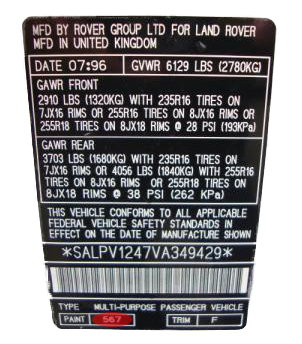 MFD BY ROVER GROUP LTD FOR LAND ROVER
MFD IN UNITED KINGDOM
DATE 07:96 GVWR 6129 LBS (2780KG)
GAWR FRONT
2910 LBS (1320KG) WITH 235R16 TIRES ON
7JX16 RIMS OR 255R16 TIRES ON 8JX16 RIMS OR
255R18 TIRES ON 8JX18 RIMS @ 28 PSI (193KPa)
GAWR REAR
3703 LBS (1680KG) WITH 235R16 TIRES ON
7JX16 RIMS OR 4056 LBS (1840KG) WITH 255R16
TIRES ON 8JX16 RIMS OR 255R18 TIRES ON
8JX18 RIMS @ 38 PSI (262 KPa)
THIS VEHICLE CONFORMS TO ALL APPLICABLE
FEDERAL VEHICLE SAFETY STANDARDS IN
EFFECT ON THE DATE OF MANUFACTURE SHOWN
*SALPV1247VA349429*
TYPE MULTI-PURPOSE PASSENGER VEHICLE
PAINT 567 TRIM F